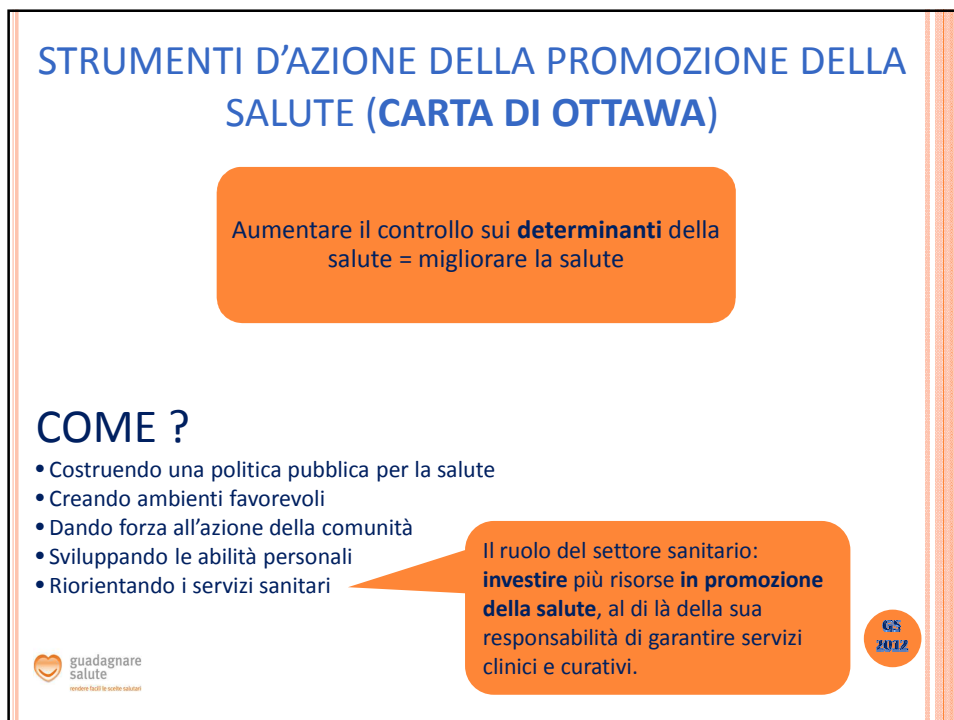 STRUMENTI D’AZIONE DELLA PROMOZIONE DELLA
SALUTE (CARTA DI OTTAWA)
Aumentare il controllo sui determinanti della
salute = migliorare la salute
COME ?
• Costruendo una politica pubblica per la salute
• Creando ambienti favorevoli
• Dando forza all’azione della comunità
• Sviluppando le abilità personali
• Riorientando i servizi sanitari
Il ruolo del settore sanitario:
investire più risorse in promozione
della salute, al di là della sua
responsabilità di garantire servizi
clinici e curativi.
GS
2012
guadagnare
salute
rendere facili le scelte salutari